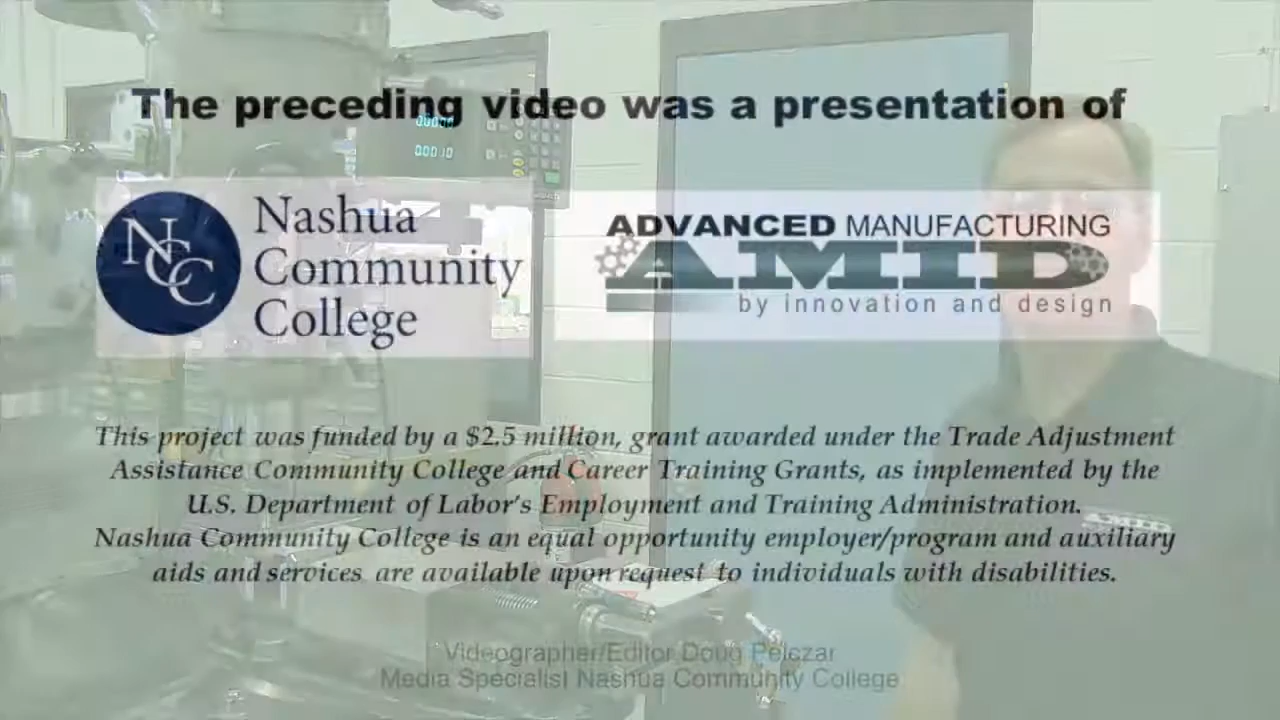 The preceding video was a presentation of
NCC
Nashua
Community
College
ADVANCED MANUFACTURING
AMID
by innovation and design
This project was funded by a $2.5 million, grant awarded under the Trade Adjustment
Assistance Community College and Career Training Grants, as implemented by the
U.S. Department of Labor's Employment and Training Administration.
Nashua Community College is an equal opportunity employer/program and auxiliary
aids and services are available upon request to individuals with disabilities.
Videographer/Editor Doug Pelczar
Media Specialist Nashua Community College